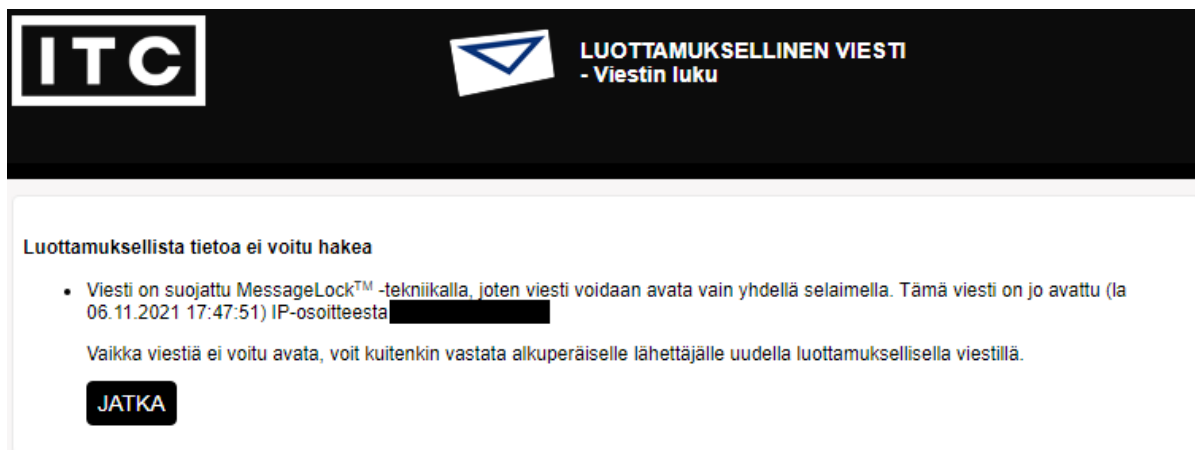 ITC
LUOTTAMUKSELLINEN VIESTI
- Viestin luku
Luottamuksellista tietoa ei voitu hakea
• Viesti on suojattu MessageLock™ -tekniikalla, joten viesti voidaan avata vain yhdellä selaimella. Tämä viesti on jo avattu (la
06.11.2021 17:47:51) IP-osoitteesta
Vaikka viestiä ei voitu avata, voit kuitenkin vastata alkuperäiselle lähettäjälle uudella luottamuksellisella viestillä.
JATKA